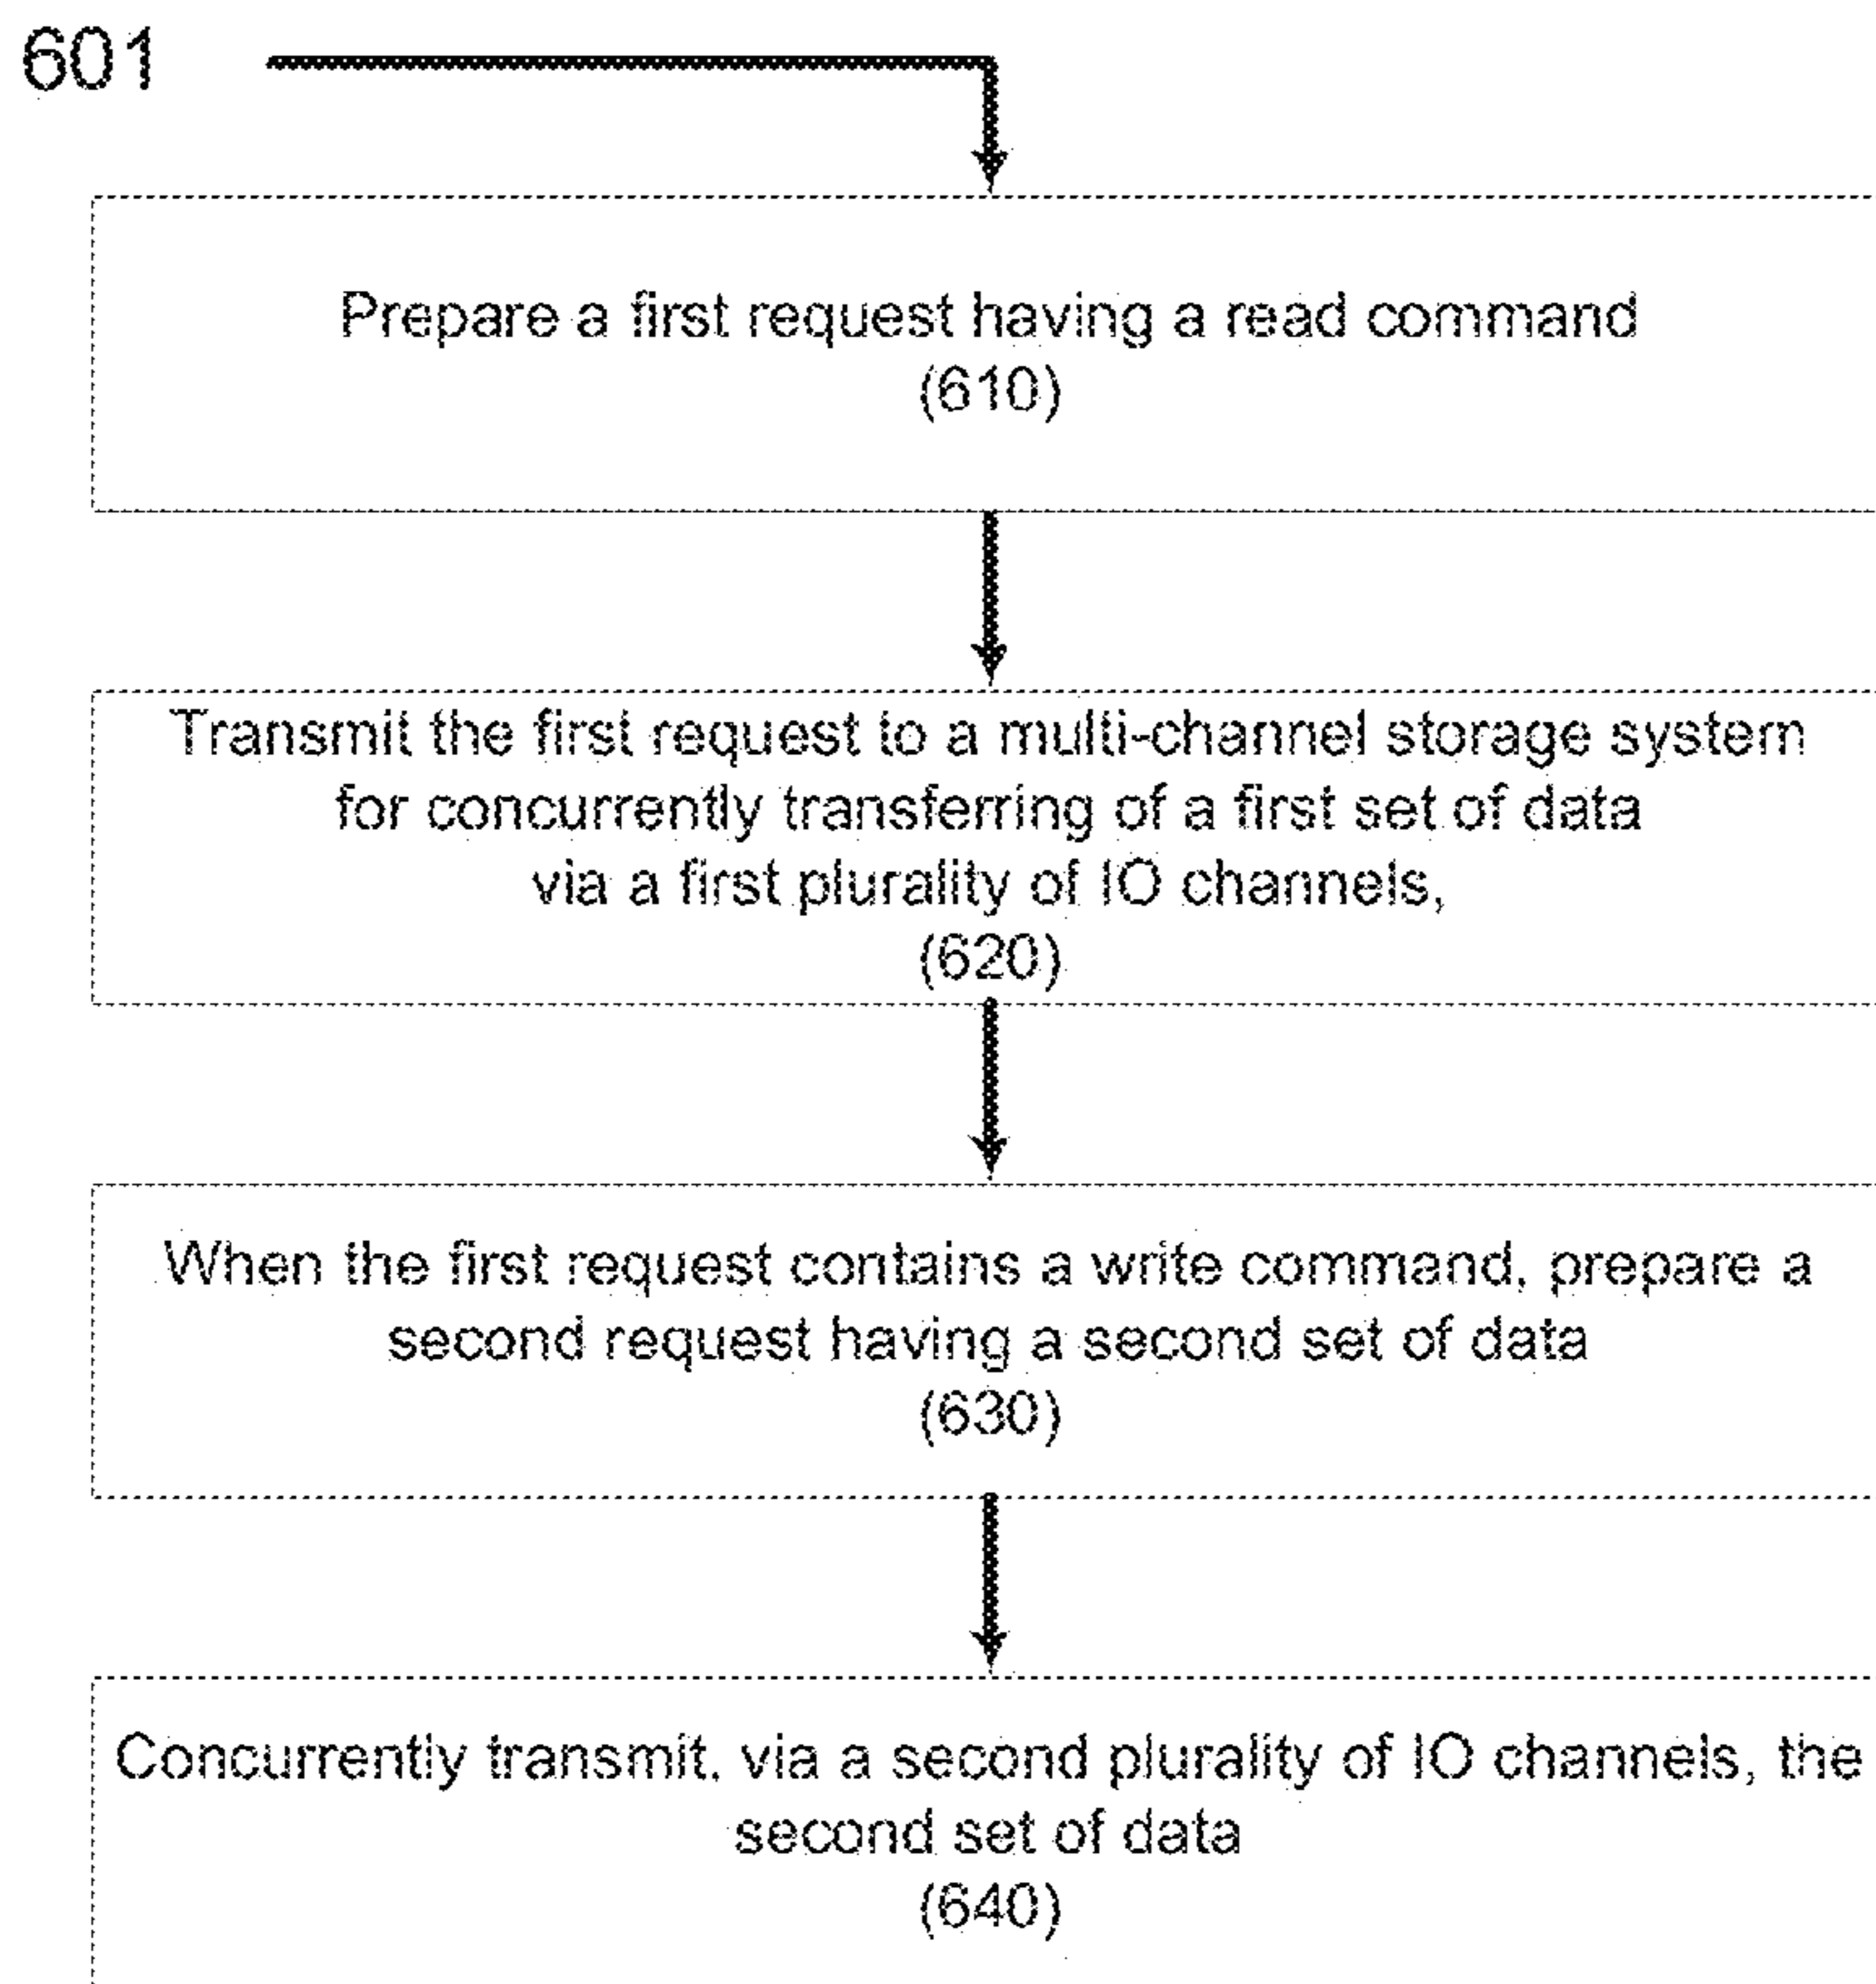 601
Prepare a first request having a read command
(610)
Transmit the first request to a multi-channel storage system
for concurrently transferring of a first set of data
via a first plurality of IO channels,
(620)
When the first request contains a write command, prepare a
second request having a second set of data
(630)
Concurrently transmit, via a second plurality of IO channels, the
second set of data
(640)